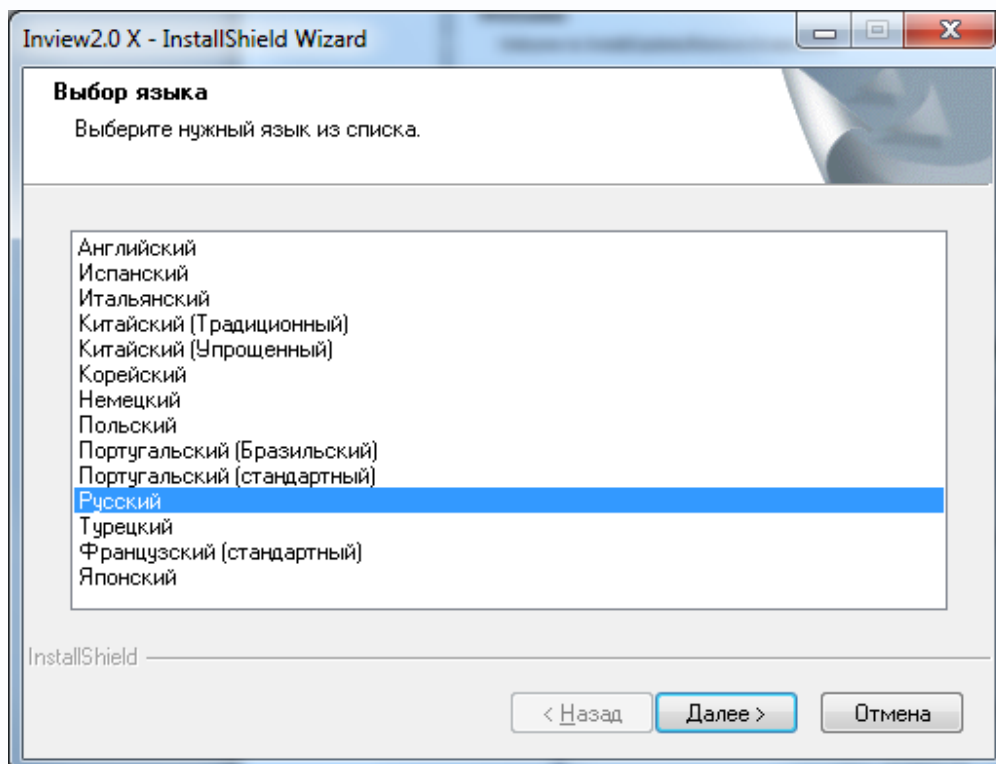 Inview2.0 X - InstallShield Wizard
Выбор языка
Выберите нужный язык из списка.
Английский
Испанский
Итальянский
Китайский (Традиционный)
Китайский (Упрощенный)
Корейский
Немецкий
Польский
Португальский (Бразильский)
Португальский (стандартный)
Русский
Турецкий
Французский (стандартный)
Японский
InstallShield
< Назад Далее > Отмена